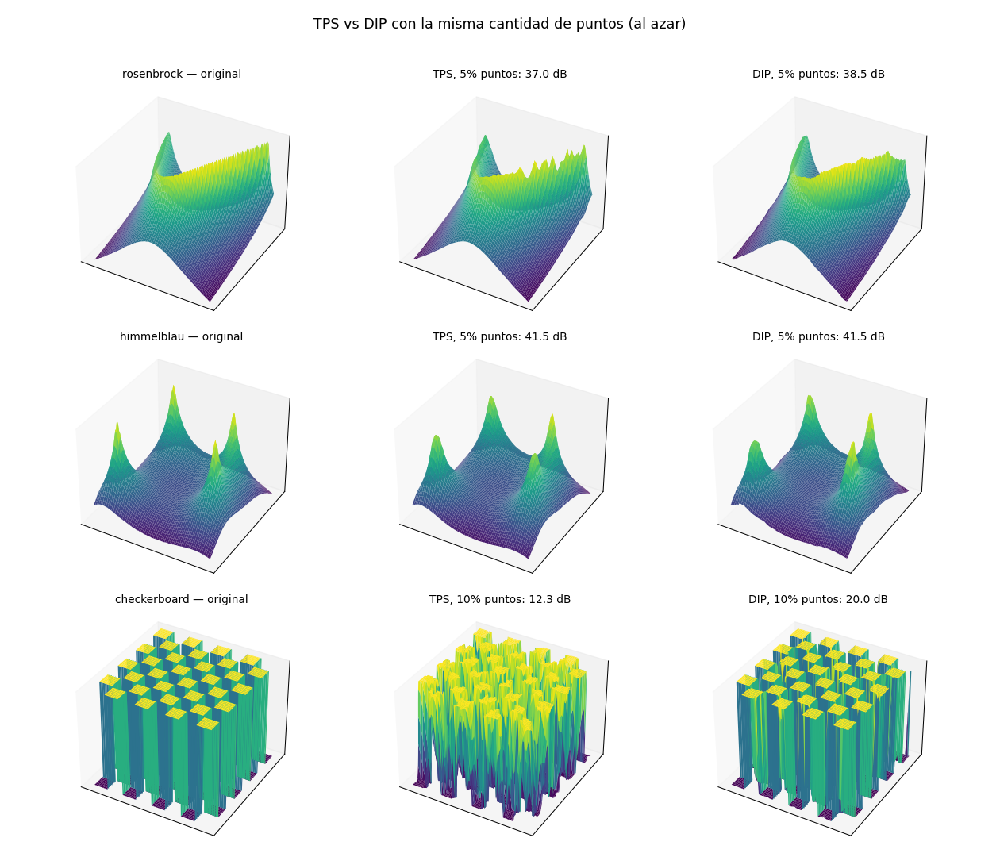 TPS vs DIP con la misma cantidad de puntos (al azar)
rosenbrock — original
TPS, 5% puntos: 37.0 dB
DIP, 5% puntos: 38.5 dB
himmelblau — original
TPS, 5% puntos: 41.5 dB
DIP, 5% puntos: 41.5 dB
checkerboard — original
TPS, 10% puntos: 12.3 dB
DIP, 10% puntos: 20.0 dB